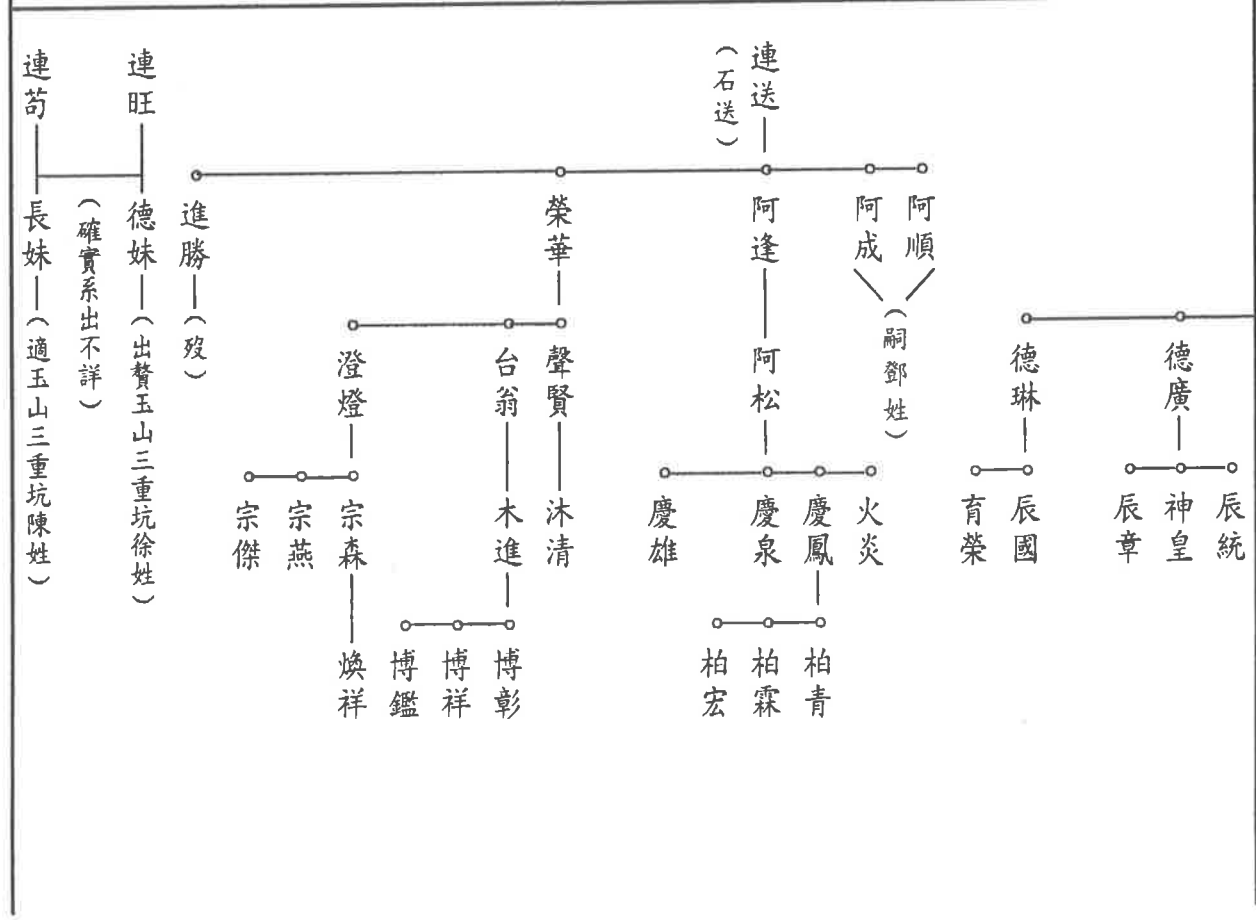 連送
（石送）
連旺
連苟
阿順
阿成
（嗣鄧姓）
阿逢
榮華
進勝
（歿）
德妹
（出贅玉山三重坑徐姓）
（確實系出不詳）
長妹
（適玉山三重坑陳姓）
德廣
德琳
阿松
聲賢
台翁
澄燈
辰統
神皇
辰章
辰國
育榮
火炎
慶鳳
慶泉
慶雄
沐清
木進
宗森
宗燕
宗傑
柏青
柏霖
柏宏
博彰
博祥
博鑑
煥祥